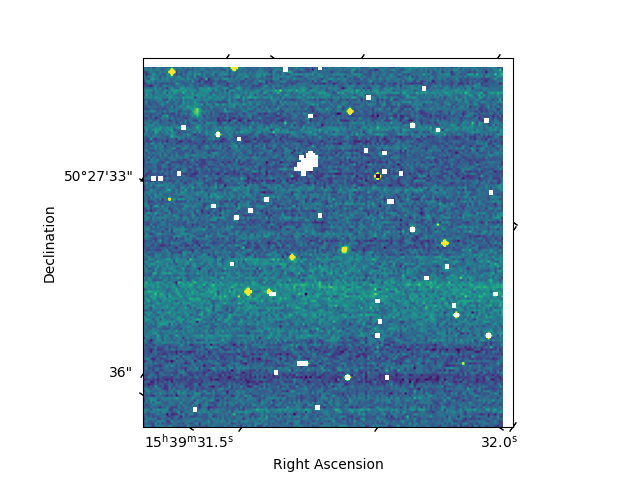 50°27'33"
Declination
36"
15ʰ39ᵐ31.5ˢ
32.0ˢ
Right Ascension